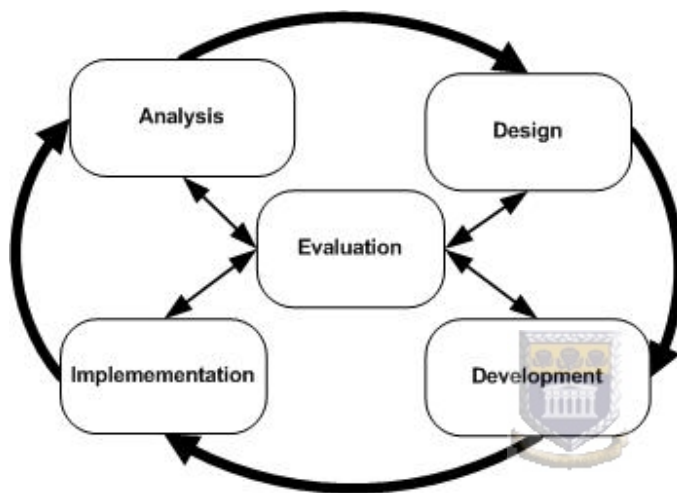 Analysis
Design
Evaluation
Implemementation
Development